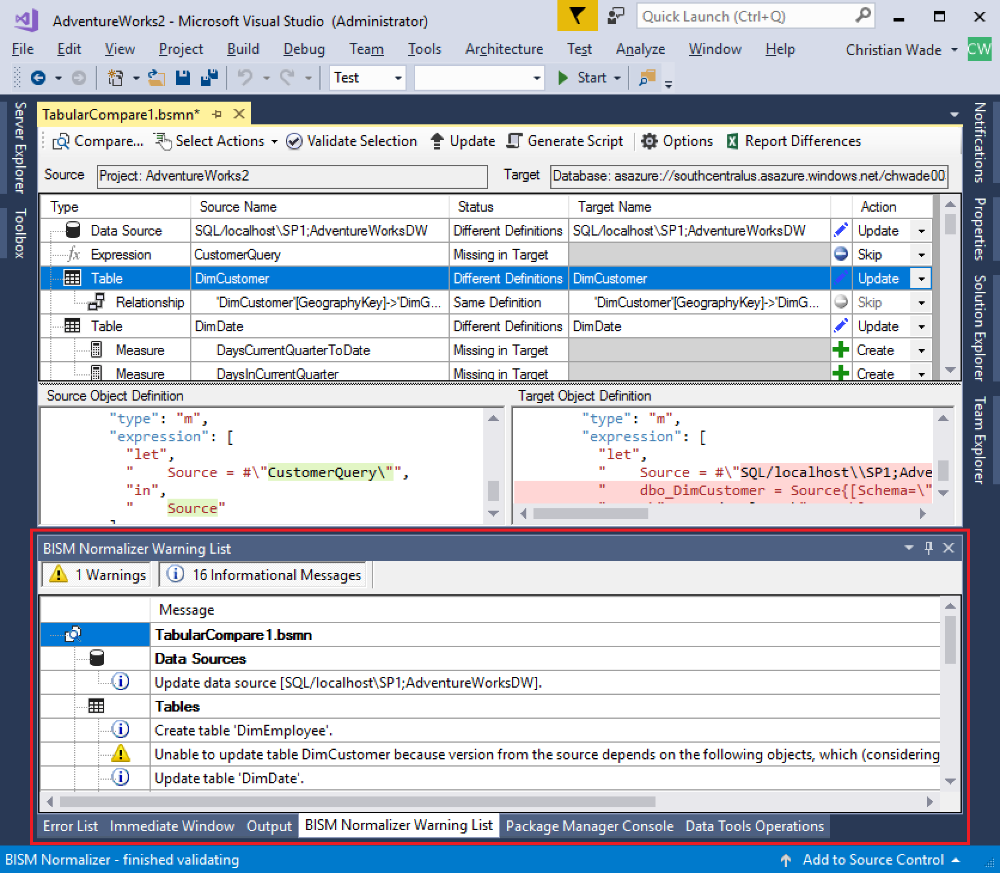 AdventureWorks2 - Microsoft Visual Studio (Administrator)
Quick Launch (Ctrl+Q)
File Edit View Project Build Debug Team Tools Architecture Test Analyze Window Help Christian Wade CW
Test Start
Server Explorer
Toolbox
Notifications
Properties
Solution Explorer
Team Explorer
TabularCompare1.bsmn*
Compare... Select Actions Validate Selection Update Generate Script Options Report Differences
Source Project: AdventureWorks2 Target Database: asazure://southcentralus.asazure.windows.net/chwade00
Type Source Name Status Target Name Action
Data Source SQL/localhost\SP1;AdventureWorksDW Different Definitions SQL/localhost\SP1;AdventureWorksDW Update
fx Expression CustomerQuery Missing in Target Skip
Table DimCustomer Different Definitions DimCustomer Update
Relationship 'DimCustomer'[GeographyKey]->'DimG... Same Definition 'DimCustomer'[GeographyKey]->'DimG... Skip
Table DimDate Different Definitions DimDate Update
Measure DaysCurrentQuarterToDate Missing in Target Create
Measure DaysInCurrentQuarter Missing in Target Create
Source Object Definition
"type": "m",
"expression": [
"let",
"    Source = #\"CustomerQuery\"",
"in",
"    Source"
]
Target Object Definition
"type": "m",
"expression": [
"let",
"    Source = #\"SQL/localhost\\SP1;Adve
"    dbo_DimCustomer = Source{[Schema=\"
BISM Normalizer Warning List
1 Warnings 16 Informational Messages
Message
TabularCompare1.bsmn
Data Sources
Update data source [SQL/localhost\SP1;AdventureWorksDW].
Tables
Create table 'DimEmployee'.
Unable to update table DimCustomer because version from the source depends on the following objects, which (considering
Update table 'DimDate'.
Error List Immediate Window Output BISM Normalizer Warning List Package Manager Console Data Tools Operations
BISM Normalizer - finished validating Add to Source Control